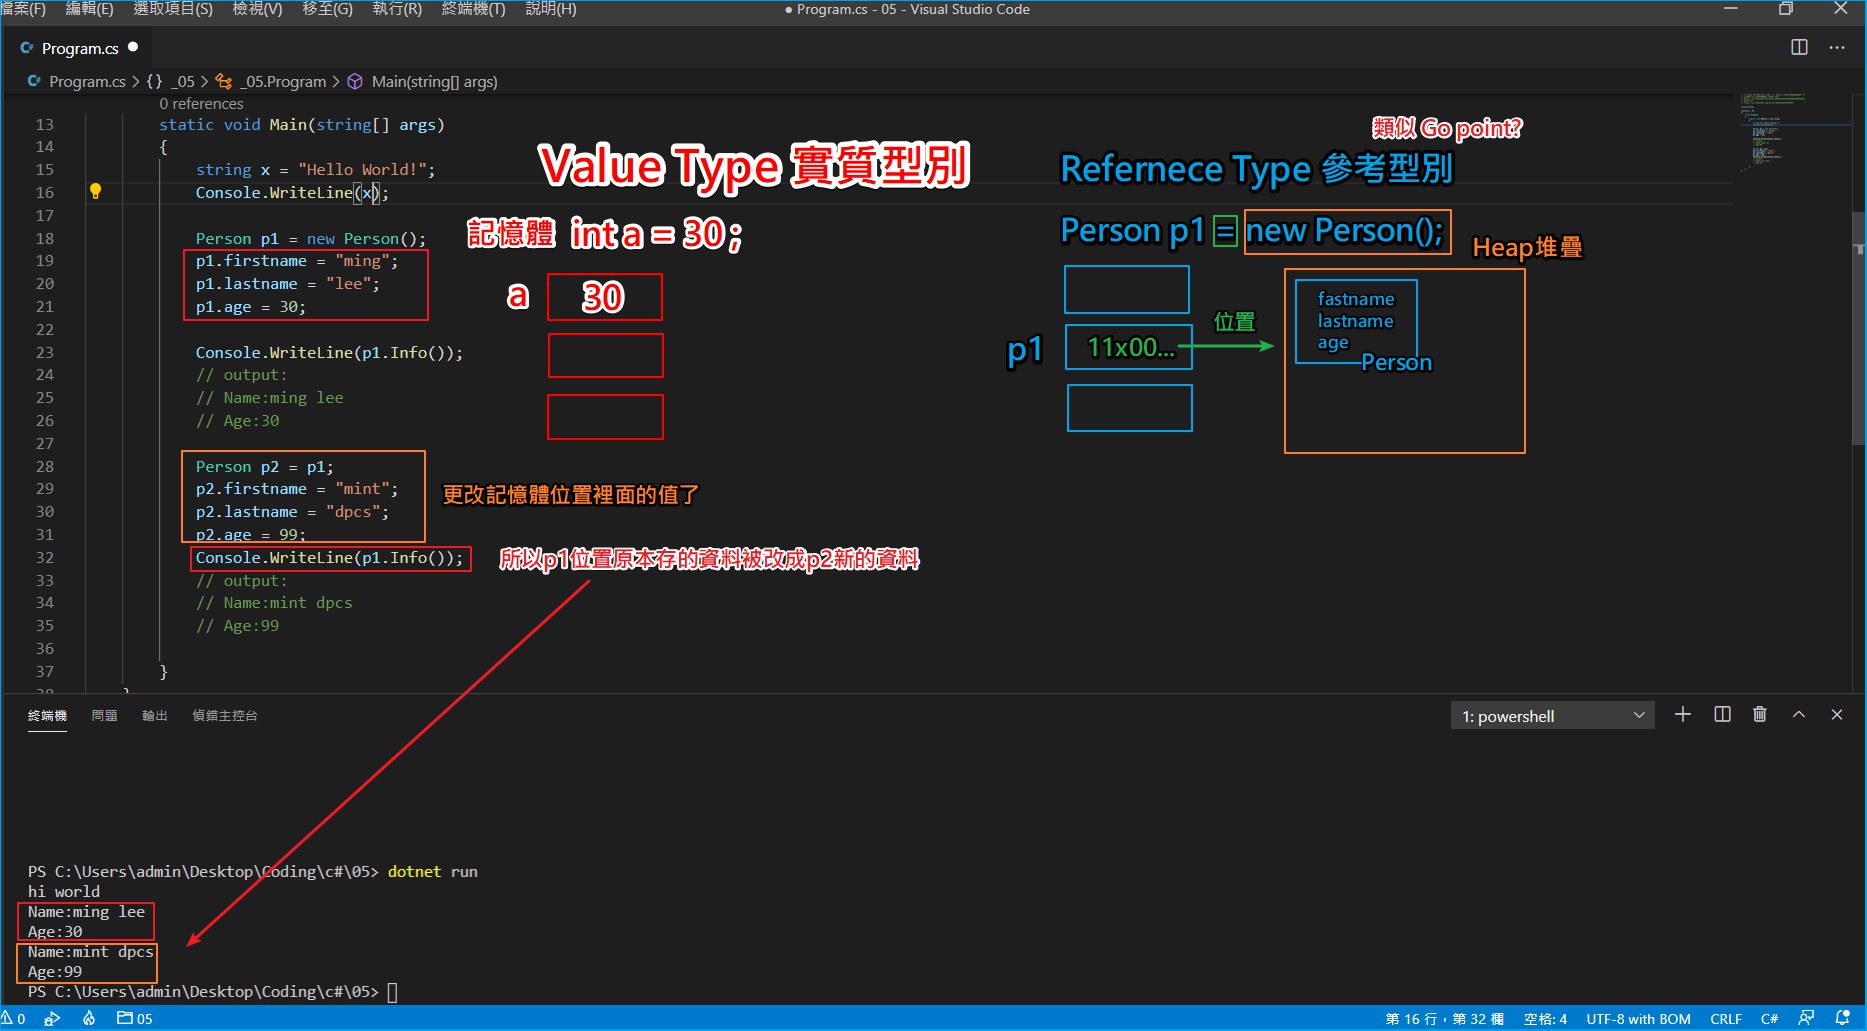 檔案(F) 編輯(E) 選取項目(S) 檢視(V) 移至(G) 執行(R) 終端機(T) 說明(H)
● Program.cs - 05 - Visual Studio Code
Program.cs ●
Program.cs > {} _05 > _05.Program > Main(string[] args)
0 references
13 static void Main(string[] args)
14 {
15 string x = "Hello World!";
16 Console.WriteLine(x);
17
18 Person p1 = new Person();
19 p1.firstname = "ming";
20 p1.lastname = "lee";
21 p1.age = 30;
22
23 Console.WriteLine(p1.Info());
24 // output:
25 // Name:ming lee
26 // Age:30
27
28 Person p2 = p1;
29 p2.firstname = "mint";
30 p2.lastname = "dpcs";
31 p2.age = 99;
32 Console.WriteLine(p1.Info());
33 // output:
34 // Name:mint dpcs
35 // Age:99
36
37 }
38 }
Value Type 實質型別
記憶體 int a = 30 ;
a 30
類似 Go point?
Refernece Type 參考型別
Person p1 = new Person();
Heap堆疊
p1 11x00...
位置
fastname
lastname
age
Person
更改記憶體位置裡面的值了
所以p1位置原本存的資料被改成p2新的資料
終端機 問題 輸出 偵錯主控台
1: powershell
PS C:\Users\admin\Desktop\Coding\c#\05> dotnet run
hi world
Name:ming lee
Age:30
Name:mint dpcs
Age:99
PS C:\Users\admin\Desktop\Coding\c#\05>
0 05
第 16 行，第 32 欄 空格: 4 UTF-8 with BOM CRLF C#